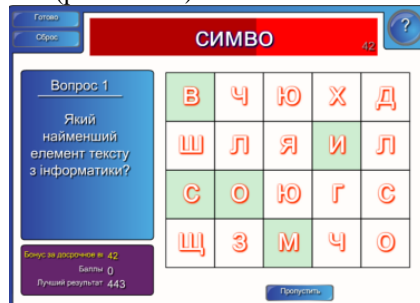 Готово
Сброс
СИМВО
42
?
Вопрос 1
Який
найменший
елемент тексту
з інформатики?
В Ч Ю Х Д
Ш Л Я И Л
С О Ю Г С
Щ З М Ч О
Бонус за досрочное в 42
Баллы 0
Лучший результат 443
Пропустить